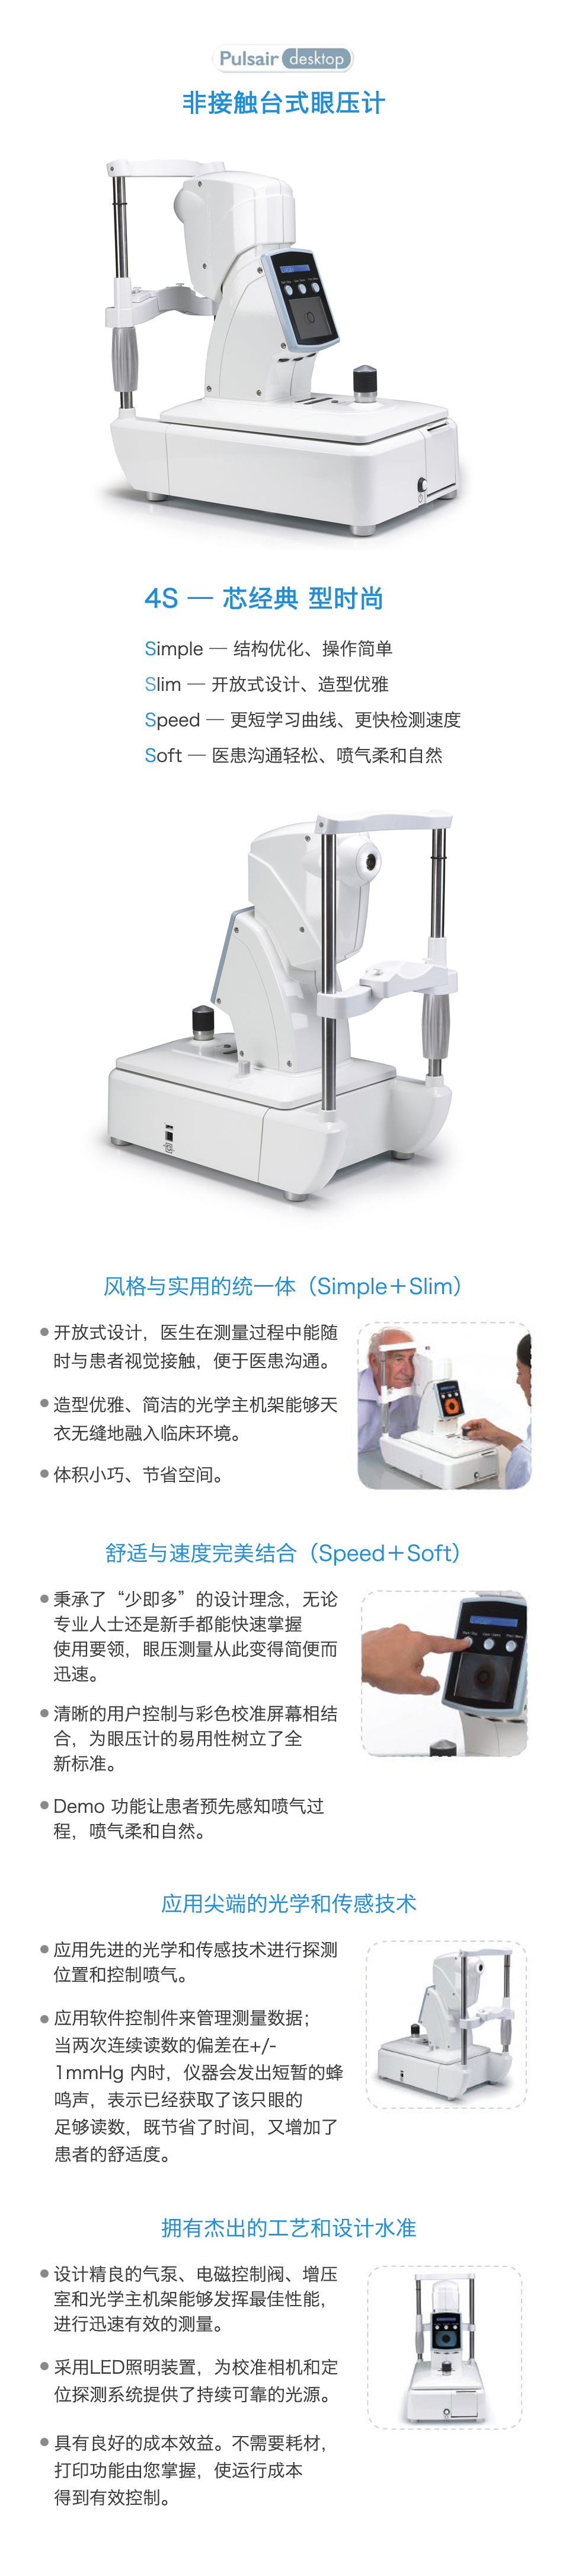 Pulsair desktop
非接触台式眼压计
4S — 芯经典 型时尚
Simple — 结构优化、操作简单
Slim — 开放式设计、造型优雅
Speed — 更短学习曲线、更快检测速度
Soft — 医患沟通轻松、喷气柔和自然
风格与实用的统一体（Simple＋Slim）
开放式设计，医生在测量过程中能随
时与患者视觉接触，便于医患沟通。
造型优雅、简洁的光学主机架能够天
衣无缝地融入临床环境。
体积小巧、节省空间。
舒适与速度完美结合（Speed＋Soft）
秉承了“少即多”的设计理念，无论
专业人士还是新手都能快速掌握
使用要领，眼压测量从此变得简便而
迅速。
清晰的用户控制与彩色校准屏幕相结
合，为眼压计的易用性树立了全
新标准。
Demo 功能让患者预先感知喷气过
程，喷气柔和自然。
应用尖端的光学和传感技术
应用先进的光学和传感技术进行探测
位置和控制喷气。
应用软件控制件来管理测量数据；
当两次连续读数的偏差在+/-
1mmHg 内时，仪器会发出短暂的蜂
鸣声，表示已经获取了该只眼的
足够读数，既节省了时间，又增加了
患者的舒适度。
拥有杰出的工艺和设计水准
设计精良的气泵、电磁控制阀、增压
室和光学主机架能够发挥最佳性能，
进行迅速有效的测量。
采用LED照明装置，为校准相机和定
位探测系统提供了持续可靠的光源。
具有良好的成本效益。不需要耗材，
打印功能由您掌握，使运行成本
得到有效控制。